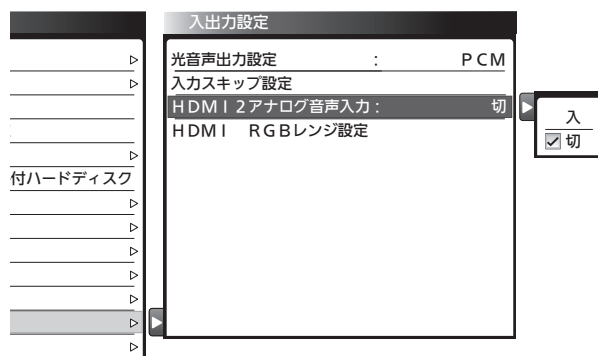 入出力設定
光音声出力設定 : PCM
入力スキップ設定
HDMI2アナログ音声入力: 切
HDMI RGBレンジ設定
入
切
付ハードディスク